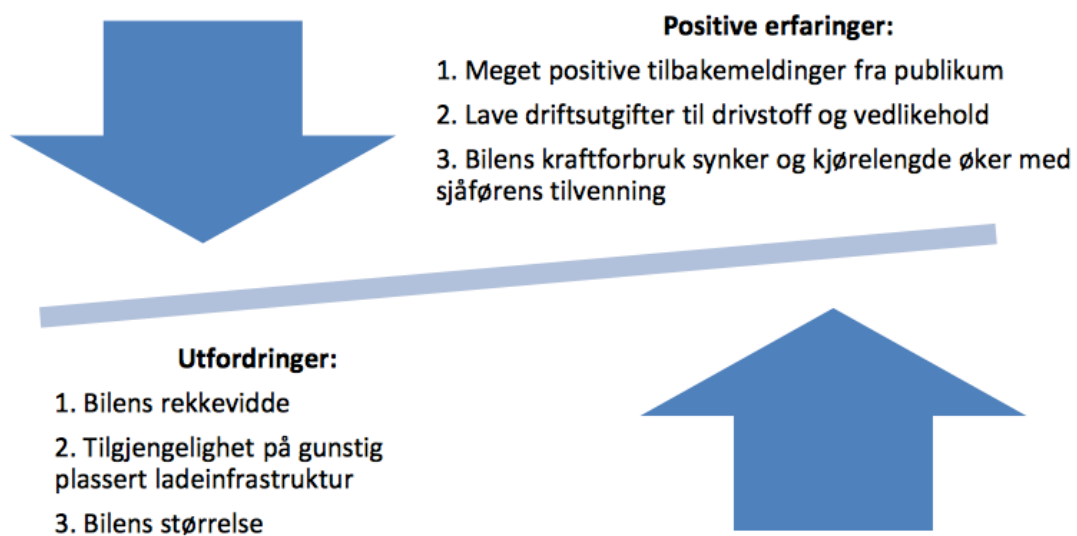 Positive erfaringer:
1. Meget positive tilbakemeldinger fra publikum
2. Lave driftsutgifter til drivstoff og vedlikehold
3. Bilens kraftforbruk synker og kjørelengde øker med
sjåførens tilvenning
Utfordringer:
1. Bilens rekkevidde
2. Tilgjengelighet på gunstig
plassert ladeinfrastruktur
3. Bilens størrelse